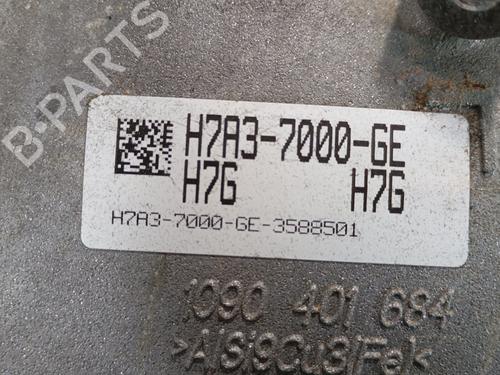 B-PARTS
H7A3-7000-GE
H7G H7G
H7A3-7000-GE-3588501
1090 401 684
>AlSi9Cu3(Fe)<